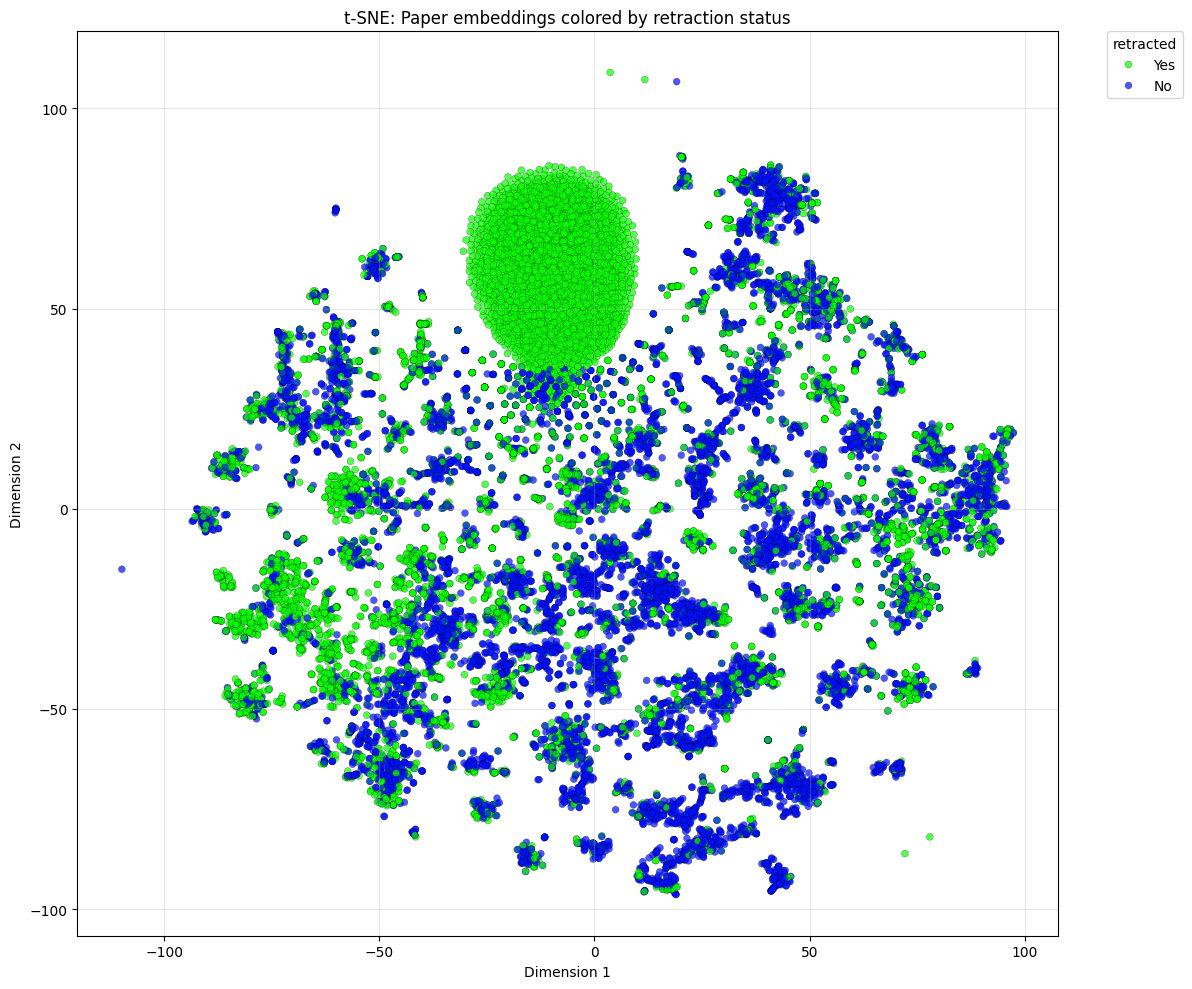 t-SNE: Paper embeddings colored by retraction status
retracted
Yes
No
100
50
0
−50
−100
Dimension 2
−100
−50
0
50
100
Dimension 1